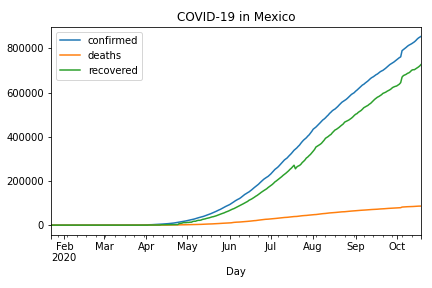 COVID-19 in Mexico
confirmed
deaths
recovered
800000
600000
400000
200000
0
Feb Mar Apr May Jun Jul Aug Sep Oct
2020
Day